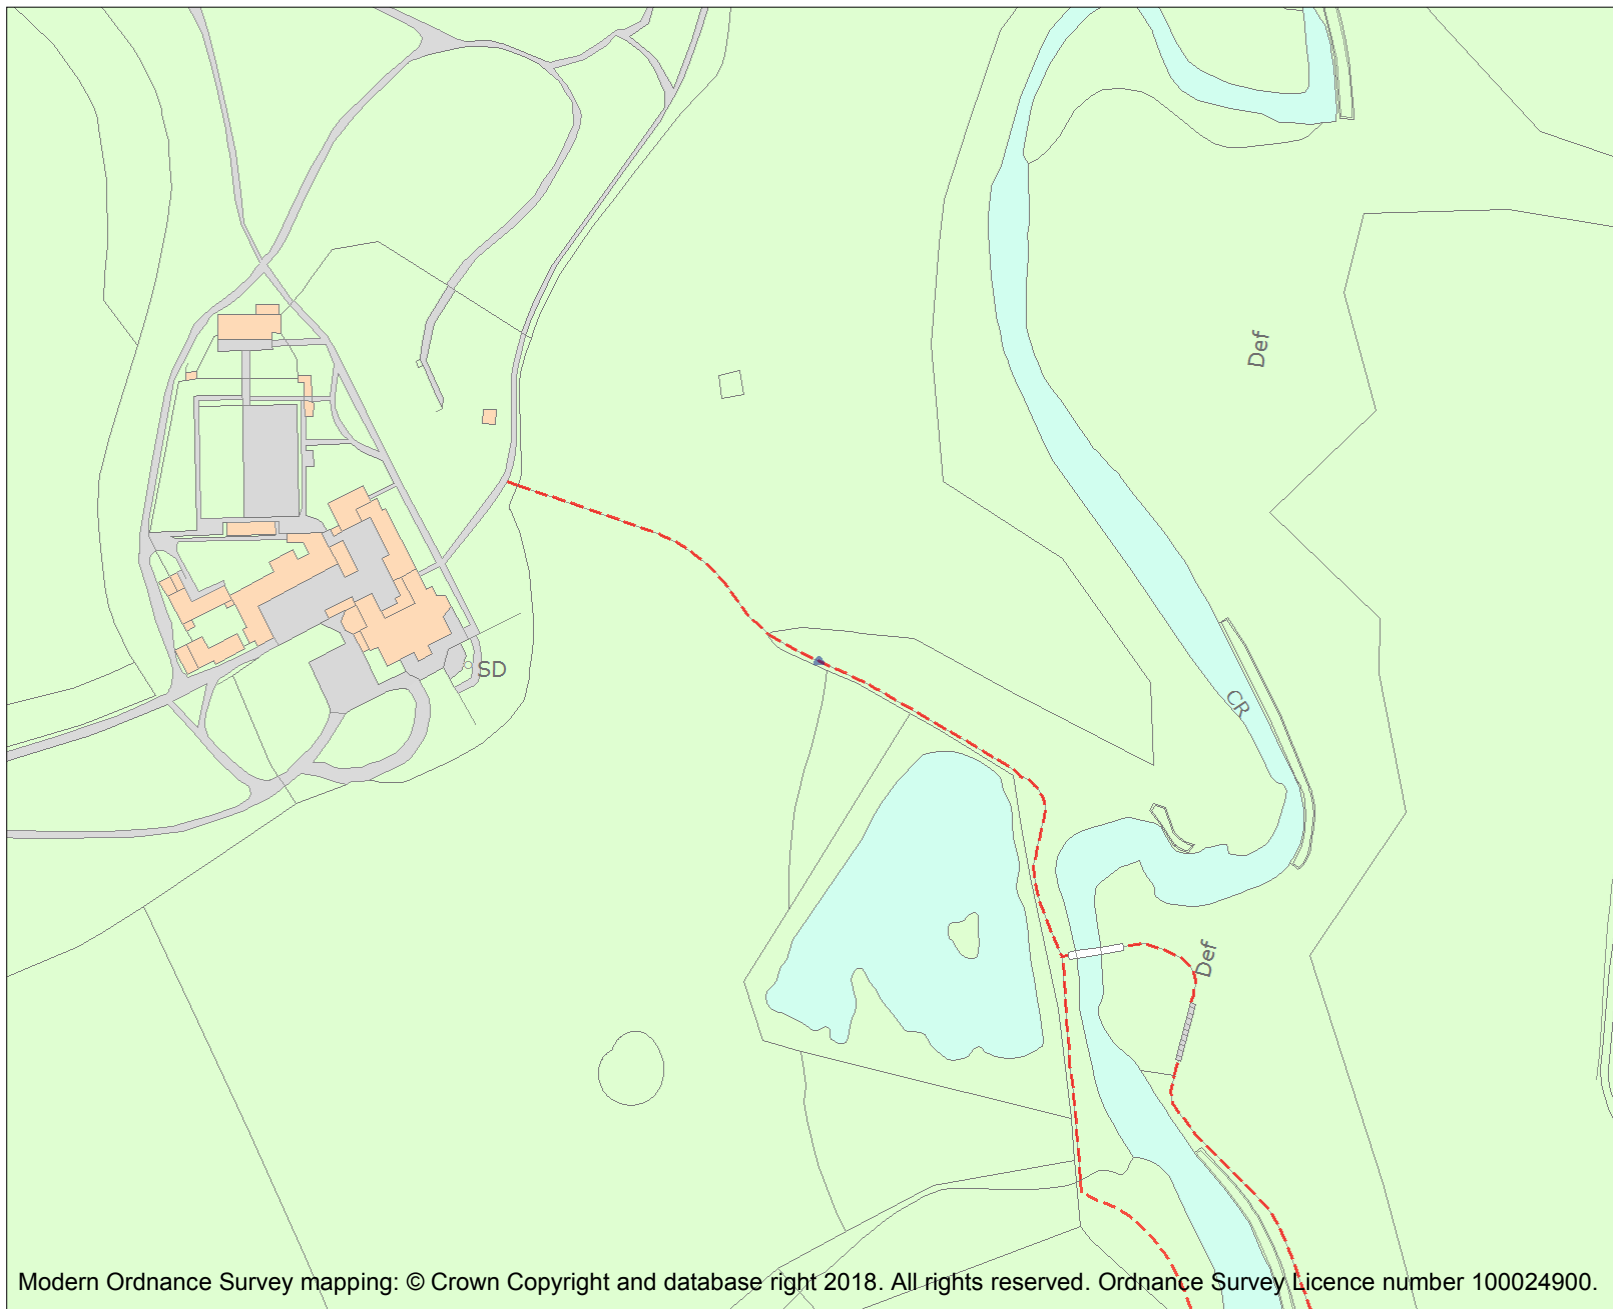 Def
SD
CR
Def
Modern Ordnance Survey mapping: © Crown Copyright and database right 2018. All rights reserved. Ordnance Survey Licence number 100024900.